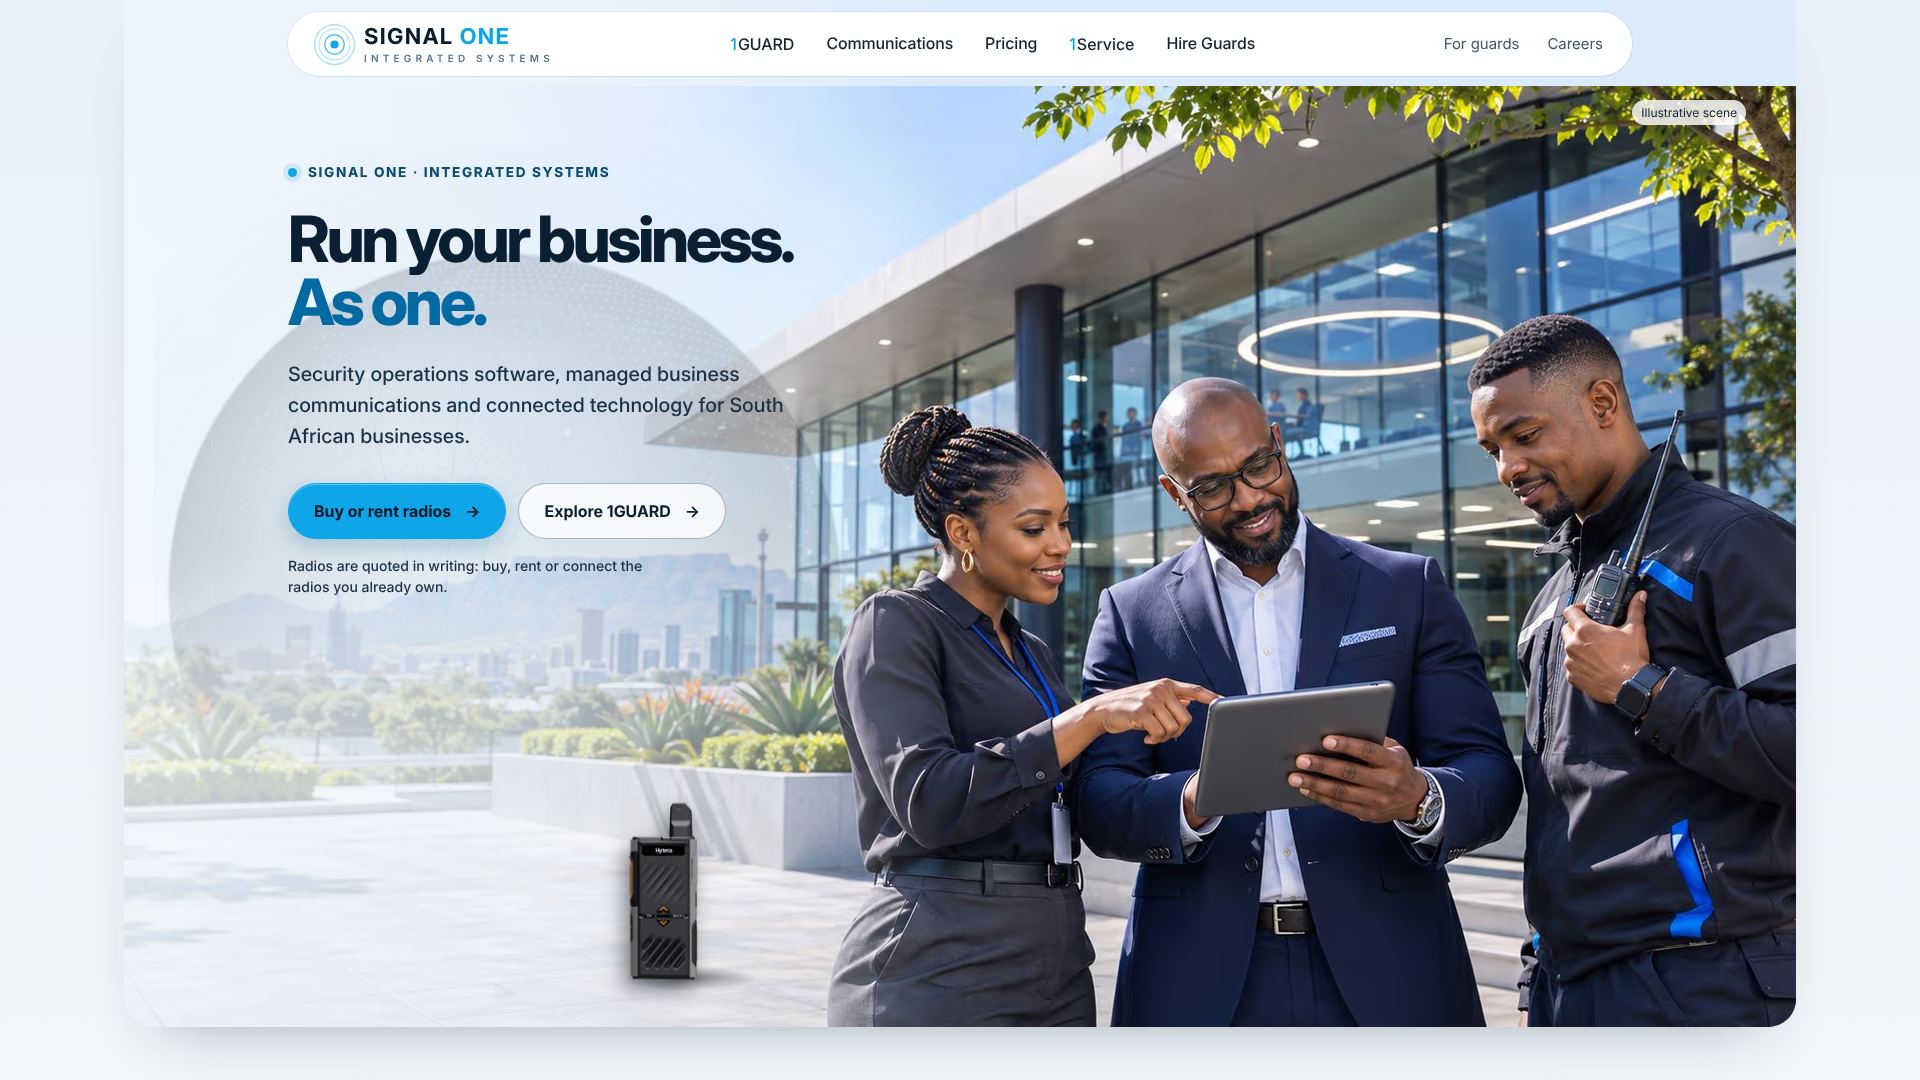 SIGNAL ONE
INTEGRATED SYSTEMS
1GUARD
Communications
Pricing
1Service
Hire Guards
For guards
Careers
Illustrative scene
SIGNAL ONE · INTEGRATED SYSTEMS
Run your business.
As one.
Security operations software, managed business
communications and connected technology for South
African businesses.
Buy or rent radios →
Explore 1GUARD →
Radios are quoted in writing: buy, rent or connect the
radios you already own.
Hytera